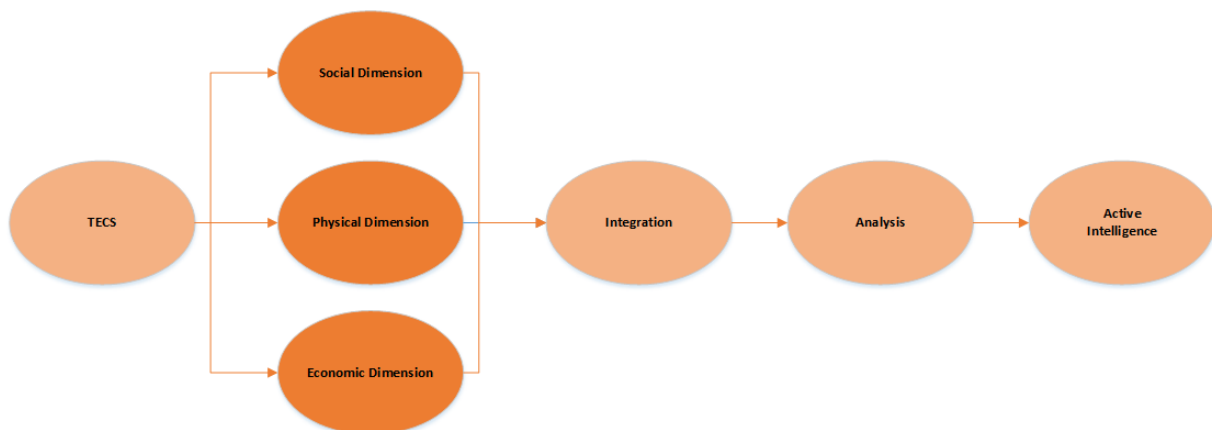 Social Dimension
TECS
Physical Dimension
Integration
Analysis
Active
Intelligence
Economic Dimension